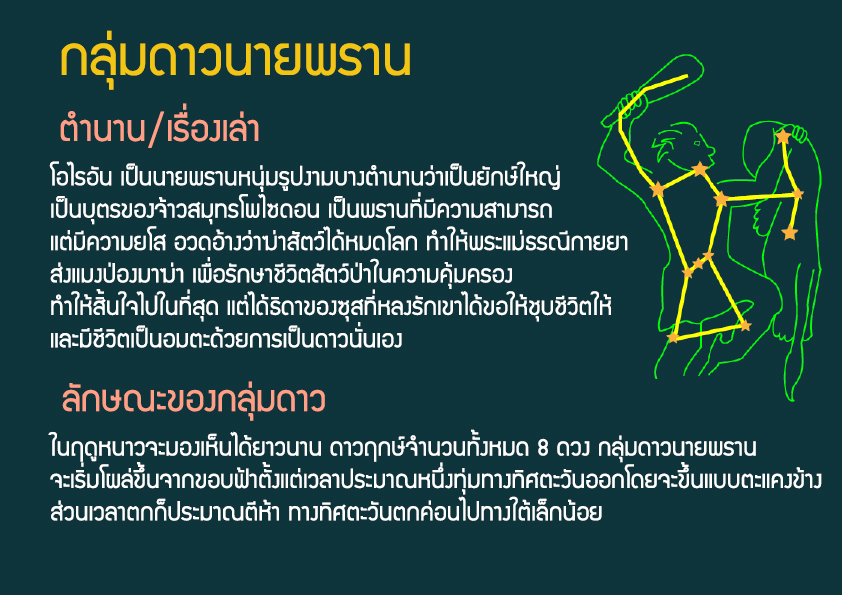 กลุ่มดาวนายพราน
ตำนาน/เรื่องเล่า
โอไรอัน เป็นนายพรานหนุ่มรูปงามบางตำนานว่าเป็นยักษ์ใหญ่
เป็นบุตรของจ้าวสมุทรโพไซดอน เป็นพรานที่มีความสามารถ
แต่มีความยโส อวดอ้างว่าฆ่าสัตว์ได้หมดโลก ทำให้พระแม่ธรณีกายยา
ส่งแมงป่องมาฆ่า เพื่อรักษาชีวิตสัตว์ป่าในความคุ้มครอง
ทำให้สิ้นใจไปในที่สุด แต่ได้ธิดาของซุสที่หลงรักเขาได้ขอให้ชุบชีวิตให้
และมีชีวิตเป็นอมตะด้วยการเป็นดาวนั่นเอง
ลักษณะของกลุ่มดาว
ในฤดูหนาวจะมองเห็นได้ยาวนาน ดาวฤกษ์จำนวนทั้งหมด 8 ดวง กลุ่มดาวนายพราน
จะเริ่มโผล่ขึ้นจากขอบฟ้าตั้งแต่เวลาประมาณหนึ่งทุ่มทางทิศตะวันออกโดยจะขึ้นแบบตะแคงข้าง
ส่วนเวลาตกก็ประมาณตีห้า ทางทิศตะวันตกค่อนไปทางใต้เล็กน้อย